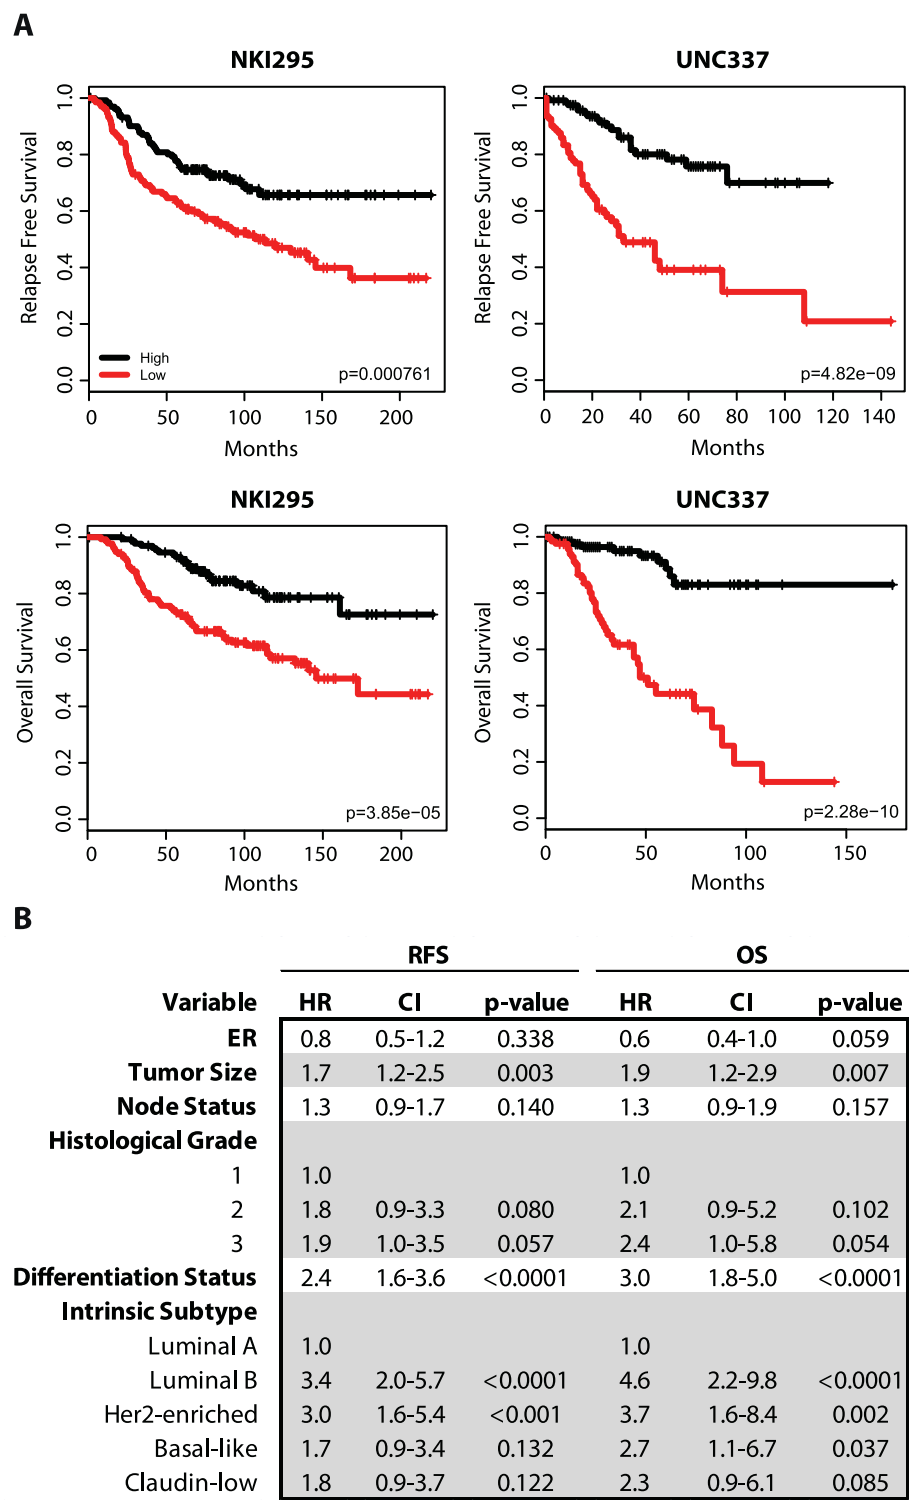 A
NKI295
Relapse Free Survival
1.0
0.8
0.6
0.4
0.2
0.0
High
Low
p=0.000761
0 50 100 150 200
Months
UNC337
Relapse Free Survival
1.0
0.8
0.6
0.4
0.2
0.0
p=4.82e−09
0 20 40 60 80 100 120 140
Months
NKI295
Overall Survival
1.0
0.8
0.6
0.4
0.2
0.0
p=3.85e−05
0 50 100 150 200
Months
UNC337
Overall Survival
1.0
0.8
0.6
0.4
0.2
0.0
p=2.28e−10
0 50 100 150
Months
B
RFS OS
Variable HR CI p-value HR CI p-value
ER 0.8 0.5-1.2 0.338 0.6 0.4-1.0 0.059
Tumor Size 1.7 1.2-2.5 0.003 1.9 1.2-2.9 0.007
Node Status 1.3 0.9-1.7 0.140 1.3 0.9-1.9 0.157
Histological Grade
1 1.0 1.0
2 1.8 0.9-3.3 0.080 2.1 0.9-5.2 0.102
3 1.9 1.0-3.5 0.057 2.4 1.0-5.8 0.054
Differentiation Status 2.4 1.6-3.6 <0.0001 3.0 1.8-5.0 <0.0001
Intrinsic Subtype
Luminal A 1.0 1.0
Luminal B 3.4 2.0-5.7 <0.0001 4.6 2.2-9.8 <0.0001
Her2-enriched 3.0 1.6-5.4 <0.001 3.7 1.6-8.4 0.002
Basal-like 1.7 0.9-3.4 0.132 2.7 1.1-6.7 0.037
Claudin-low 1.8 0.9-3.7 0.122 2.3 0.9-6.1 0.085